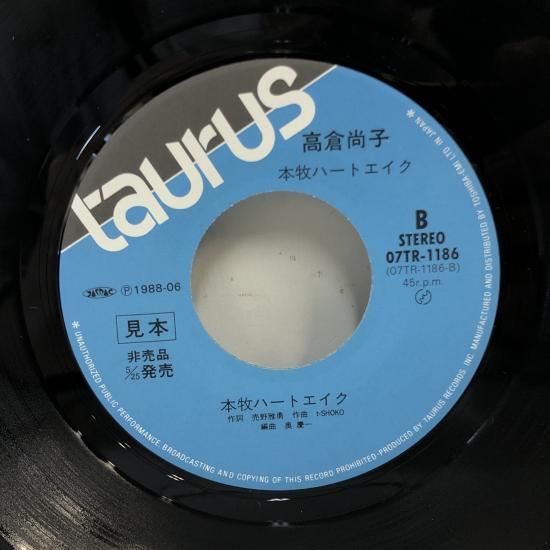 taurus
高倉尚子
本牧ハートエイク
B
STEREO
07TR-1186
(07TR-1186-B)
45r.p.m.
JASRAC Ⓟ1988-06
見本
非売品
5/25発売
本牧ハートエイク
作詞 売野雅勇 作曲 t-SHOKO
編曲 奥 慶一
* UNAUTHORIZED PUBLIC PERFORMANCE BROADCASTING AND COPYING OF THIS RECORD PROHIBITED-PRODUCED BY TAURUS RECORDS INC. MANUFACTURED AND DISTRIBUTED BY TOSHIBA EMI LTD IN JAPAN *